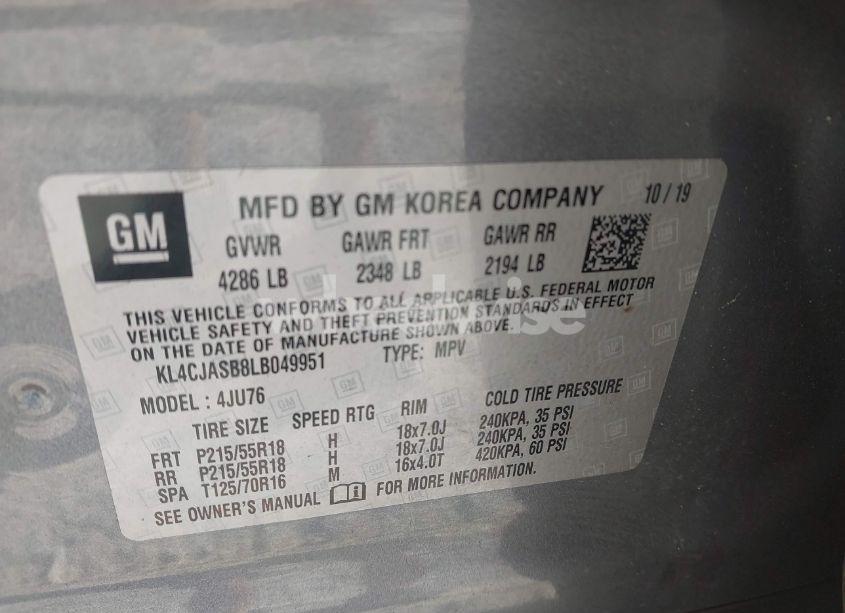 GM
MFD BY GM KOREA COMPANY 10/19
GVWR GAWR FRT GAWR RR
4286 LB 2348 LB 2194 LB
THIS VEHICLE CONFORMS TO ALL APPLICABLE U.S. FEDERAL MOTOR
VEHICLE SAFETY AND THEFT PREVENTION STANDARDS IN EFFECT
ON THE DATE OF MANUFACTURE SHOWN ABOVE.
KL4CJASB8LB049951 TYPE: MPV
MODEL : 4JU76
TIRE SIZE SPEED RTG RIM COLD TIRE PRESSURE
FRT P215/55R18 H 18x7.0J 240KPA, 35 PSI
RR P215/55R18 H 18x7.0J 240KPA, 35 PSI
SPA T125/70R16 M 16x4.0T 420KPA, 60 PSI
SEE OWNER'S MANUAL FOR MORE INFORMATION.